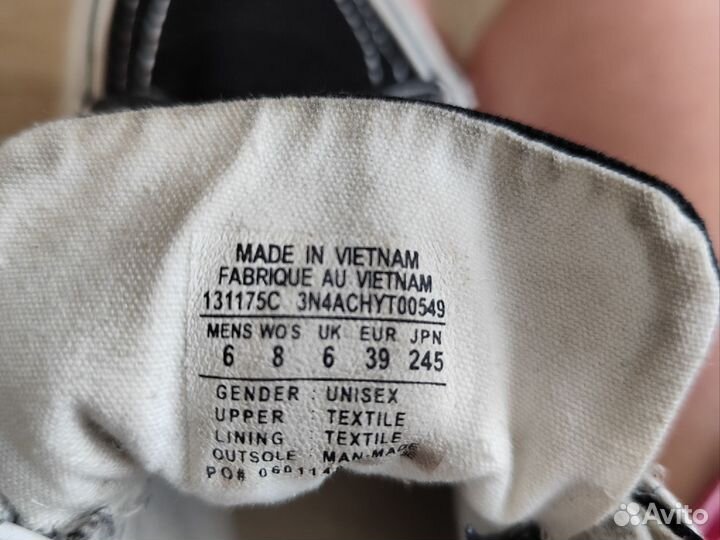 MADE IN VIETNAM
FABRIQUE AU VIETNAM
131175C 3N4ACHYT00549
MENS WO'S UK EUR JPN
6 8 6 39 245
GENDER : UNISEX
UPPER : TEXTILE
LINING : TEXTILE
OUTSOLE : MAN-MADE
PO#
Avito